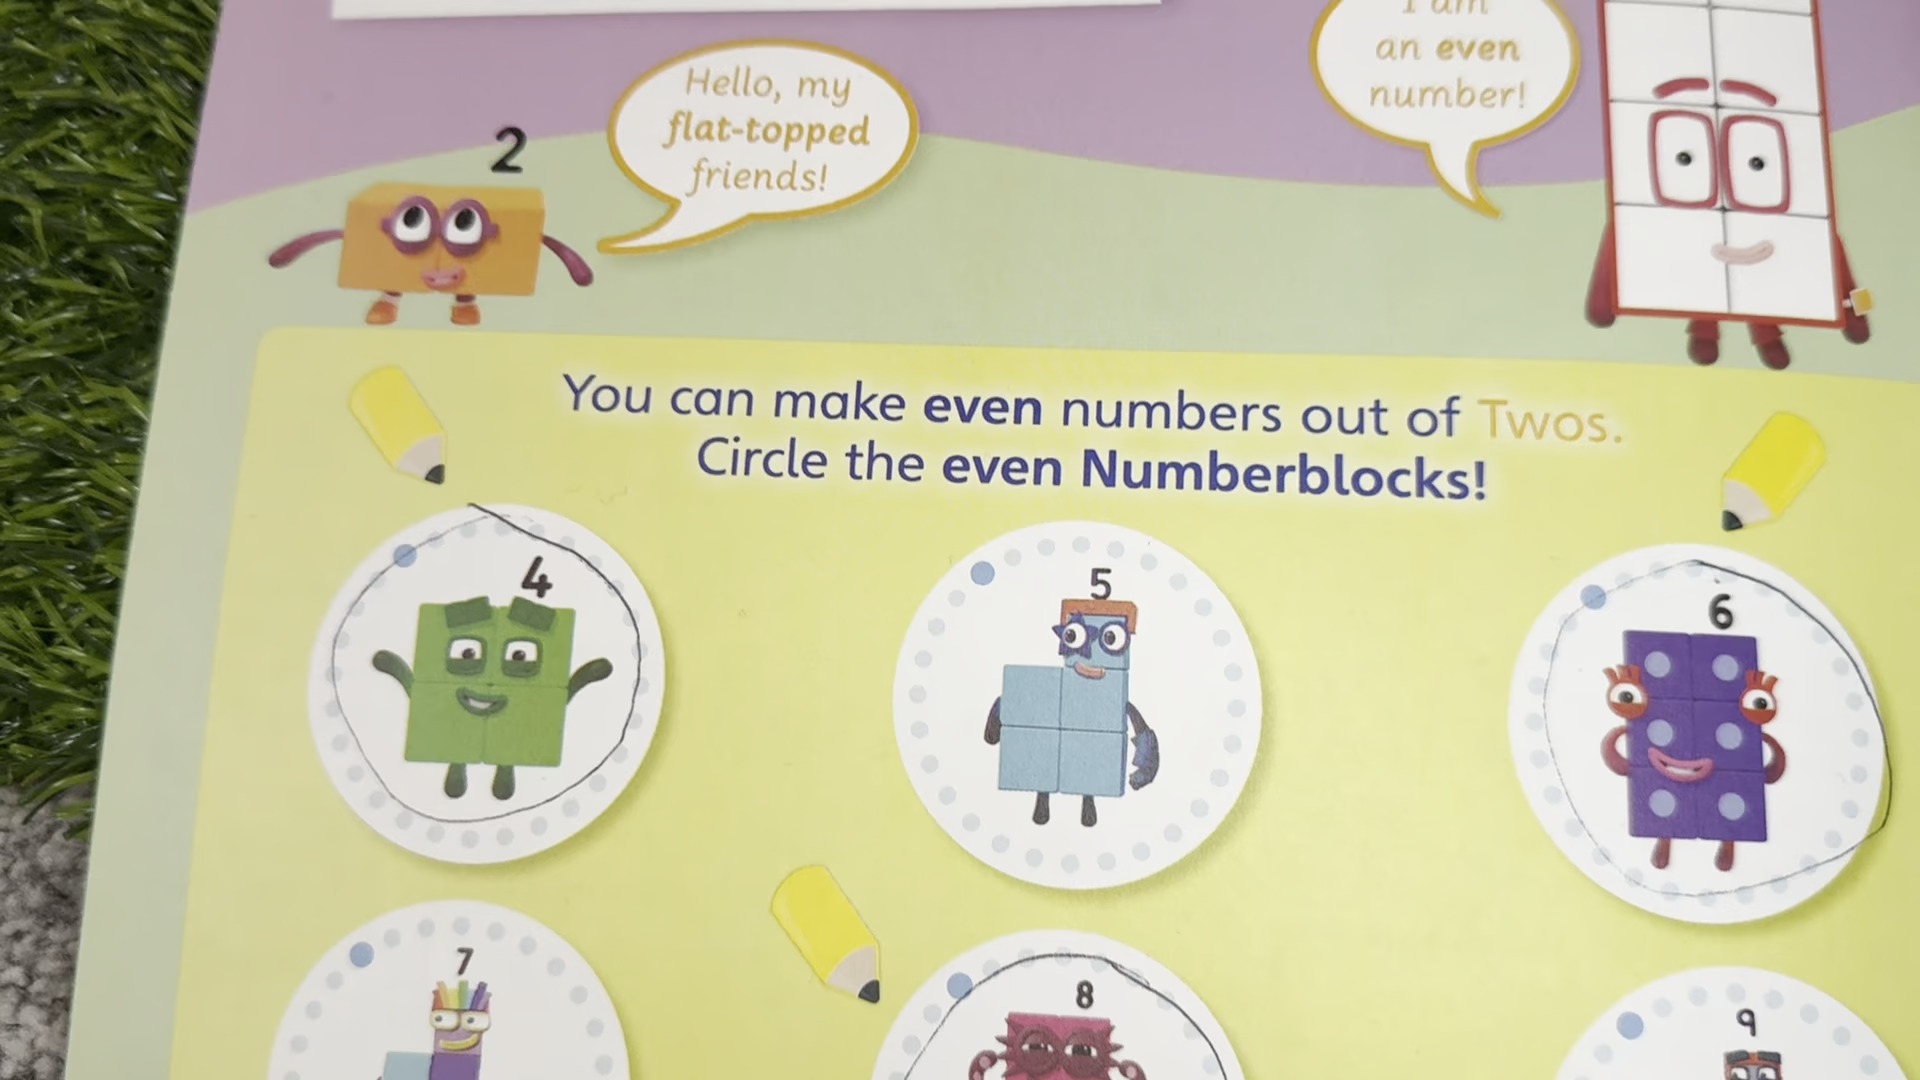 I am
an even
number!
Hello, my
flat-topped
friends!
2
You can make even numbers out of Twos.
Circle the even Numberblocks!
4
5
6
7
8
9